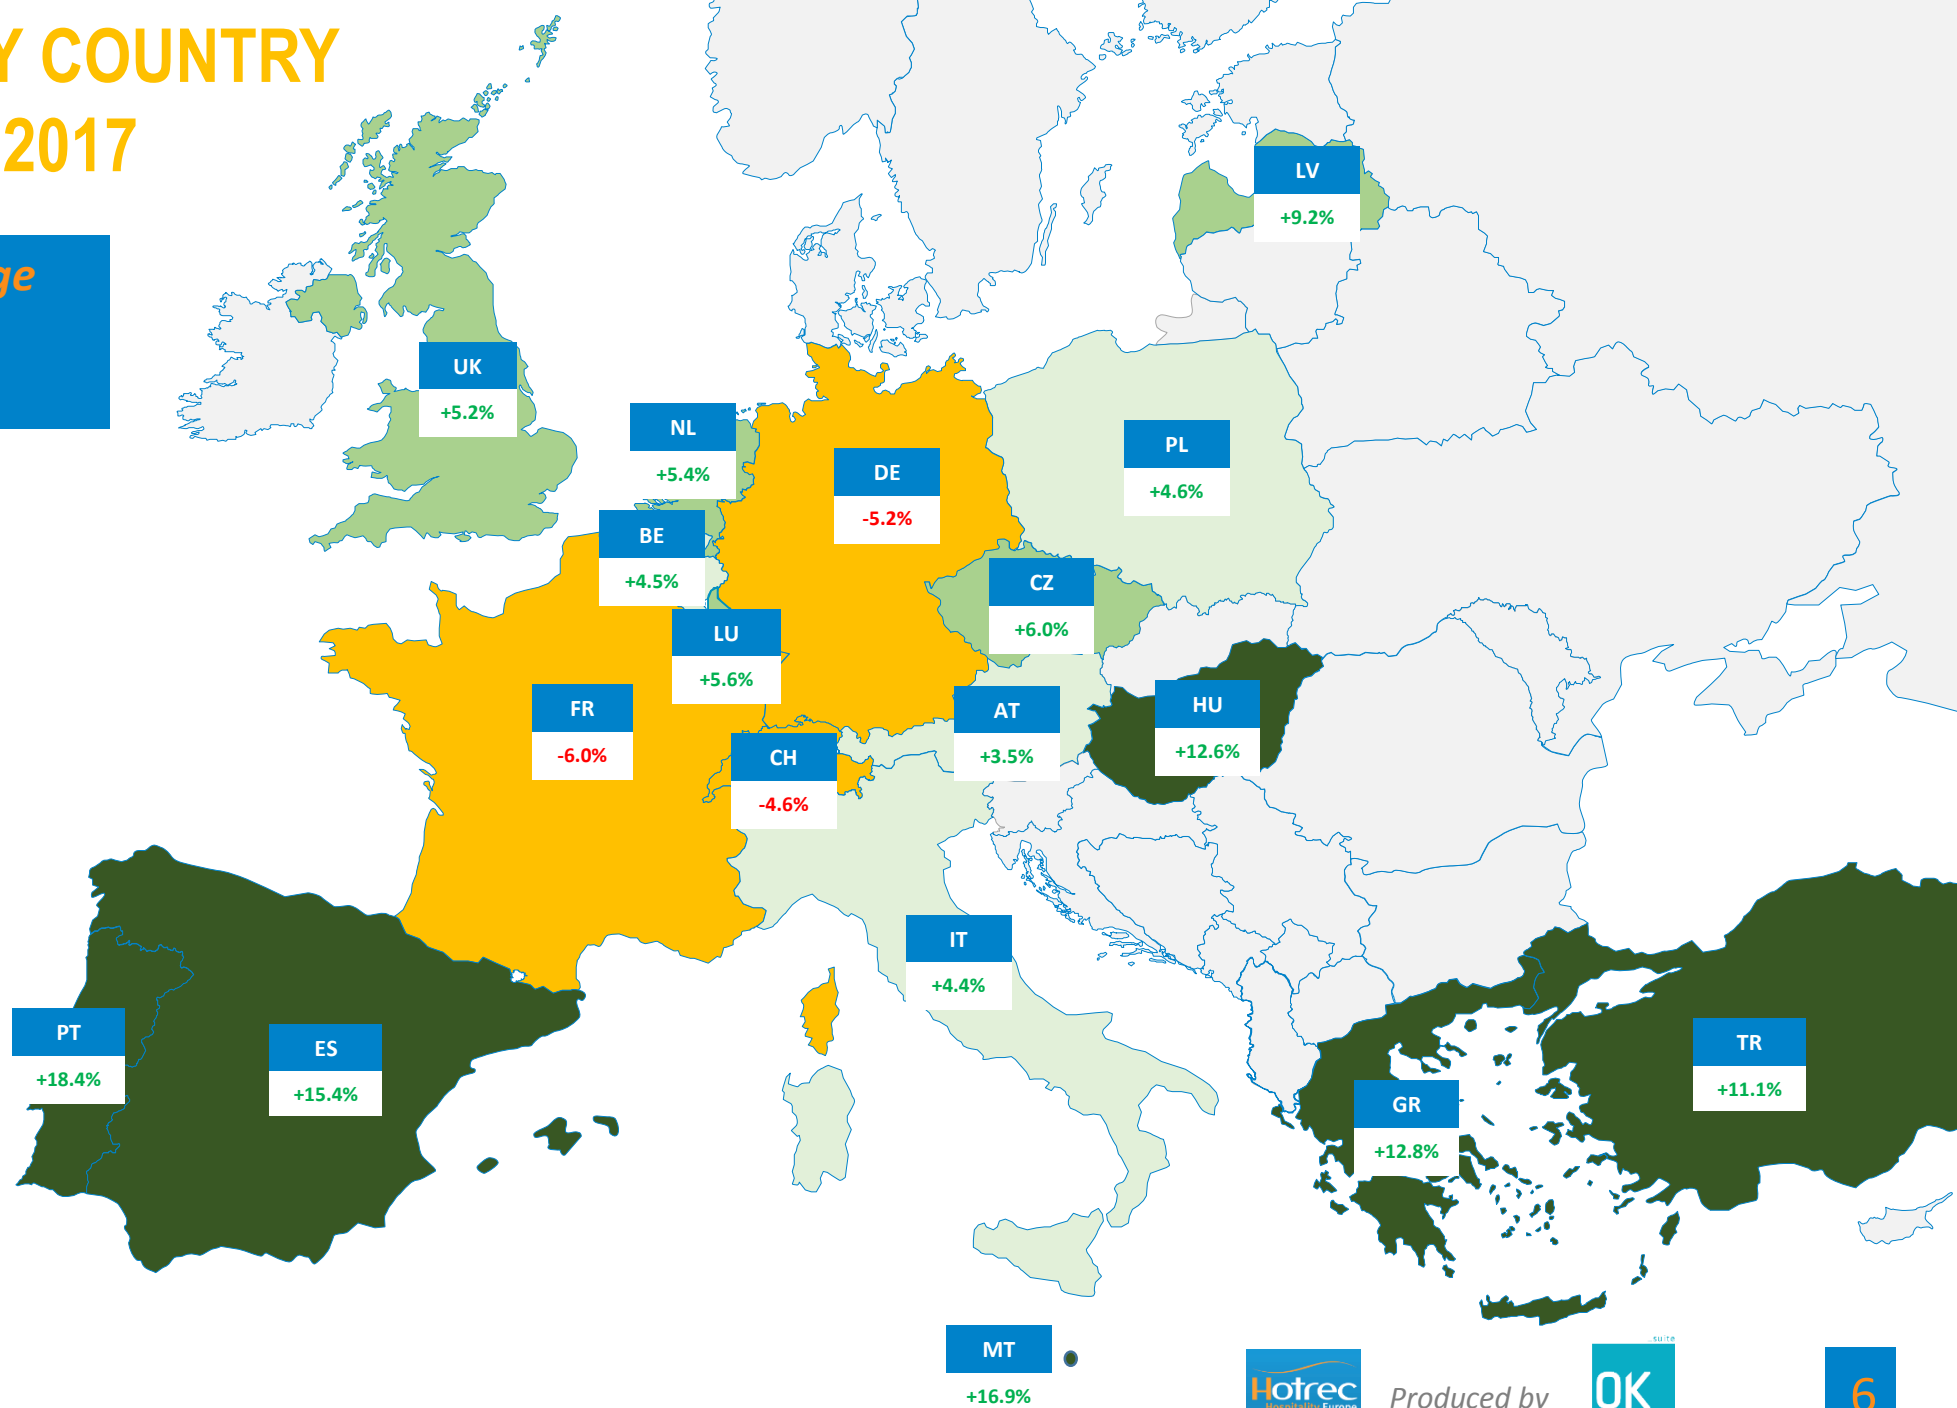 Y COUNTRY
2017
ge
LV
+9.2%
UK
+5.2%
NL
+5.4%
PL
+4.6%
DE
-5.2%
BE
+4.5%
CZ
+6.0%
LU
+5.6%
FR
-6.0%
AT
+3.5%
HU
+12.6%
CH
-4.6%
IT
+4.4%
PT
+18.4%
ES
+15.4%
TR
+11.1%
GR
+12.8%
MT
+16.9%
Hotrec
Hospitality Europe
Produced by
suite
OK
6